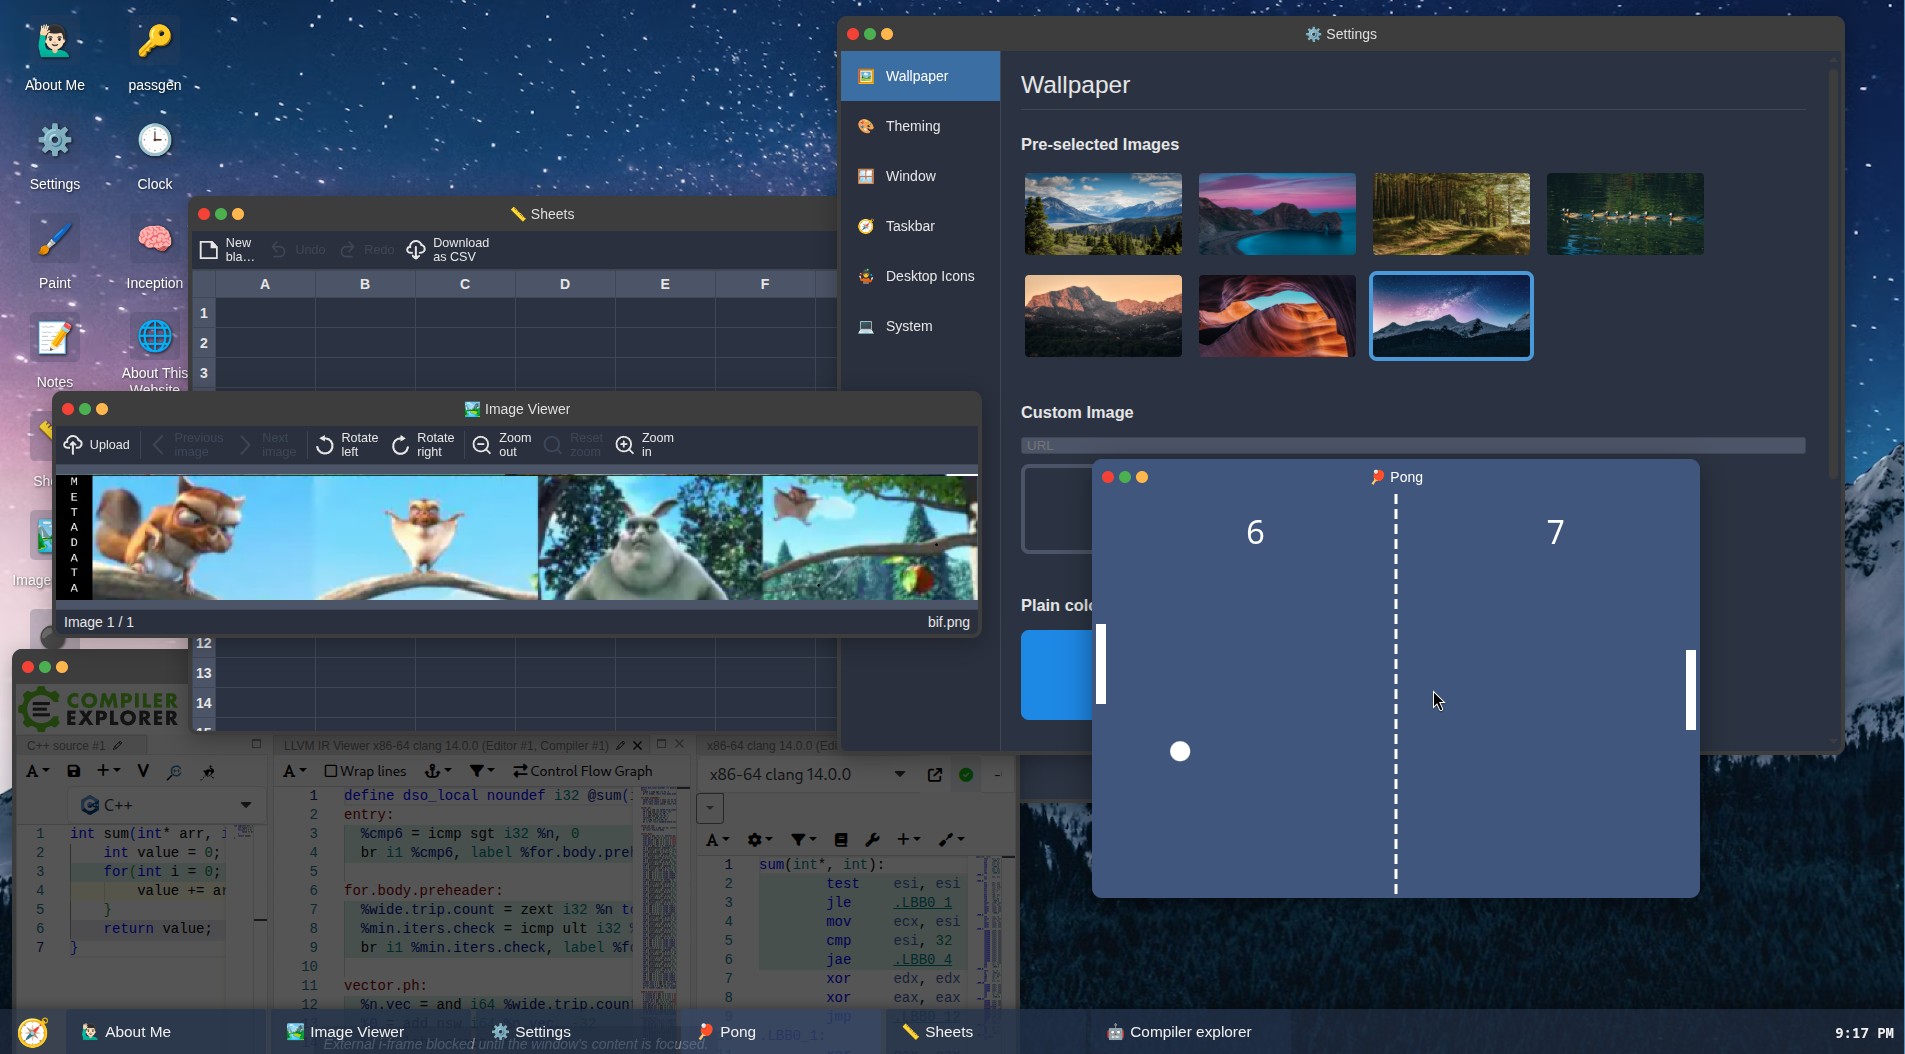 About Me
passgen
Settings
Clock
Paint
Inception
Notes
About This
Website
Settings
Wallpaper
Theming
Window
Taskbar
Desktop Icons
System
Wallpaper
Pre-selected Images
Custom Image
URL
Plain colo
Sheets
New
bla...
Undo
Redo
Download
as CSV
A B C D E F
1
2
3
12
13
14
Image Viewer
Upload
Previous
image
Next
image
Rotate
left
Rotate
right
Zoom
out
Reset
zoom
Zoom
in
METADATA
Image 1 / 1
bif.png
Pong
6 7
Image
COMPILER
EXPLORER
C++ source #1
LLVM IR Viewer x86-64 clang 14.0.0 (Editor #1, Compiler #1)
x86-64 clang 14.0.0 (Edi
A
Wrap lines
Control Flow Graph
x86-64 clang 14.0.0
C++
1 int sum(int* arr, i
2 int value = 0;
3 for(int i = 0;
4 value += ar
5 }
6 return value;
7 }
1 define dso_local noundef i32 @sum(
2 entry:
3 %cmp6 = icmp sgt i32 %n, 0
4 br i1 %cmp6, label %for.body.preh
5
6 for.body.preheader:
7 %wide.trip.count = zext i32 %n to
8 %min.iters.check = icmp ult i32 %
9 br i1 %min.iters.check, label %fo
10
11 vector.ph:
12 %n.vec = and i64 %wide.trip.count
A
1 sum(int*, int):
2 test esi, esi
3 jle .LBB0_1
4 mov ecx, esi
5 cmp esi, 32
6 jae .LBB0_4
7 xor edx, edx
8 xor eax, eax
9 jmp .LBB0_12
.LBB0_1:
External i-frame blocked until the window's content is focused.
About Me
Image Viewer
Settings
Pong
Sheets
Compiler explorer
9:17 PM